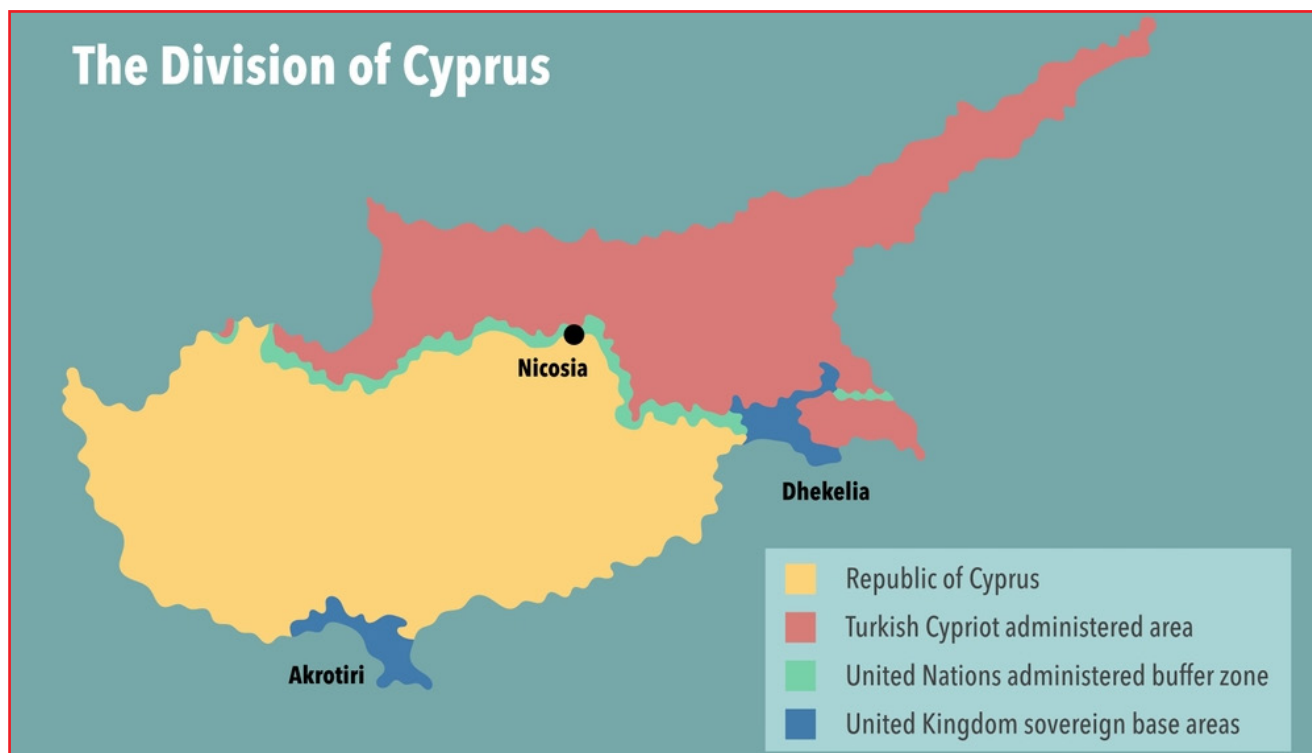 The Division of Cyprus
Nicosia
Dhekelia
Akrotiri
Republic of Cyprus
Turkish Cypriot administered area
United Nations administered buffer zone
United Kingdom sovereign base areas